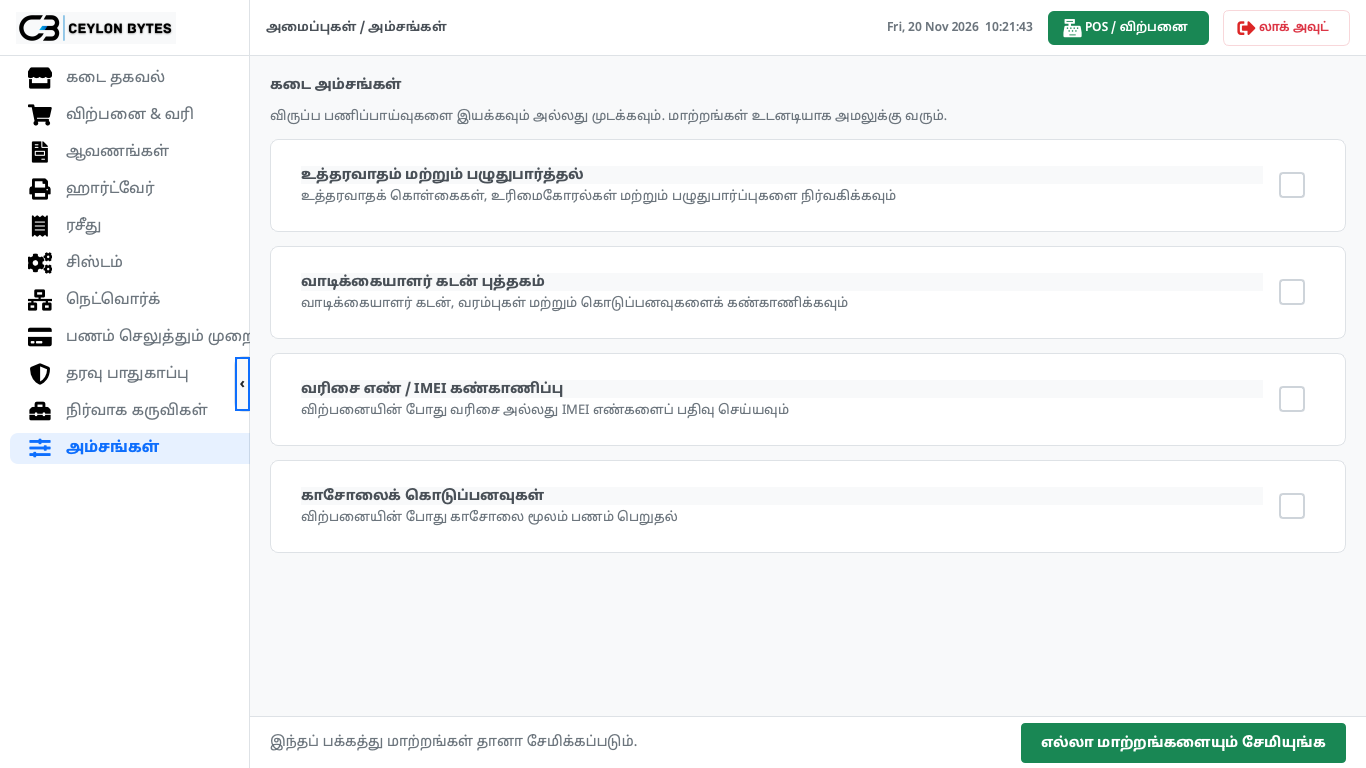 CEYLON BYTES
அமைப்புகள் / அம்சங்கள்
Fri, 20 Nov 2026 10:21:43
POS / விற்பனை
லாக் அவுட்
கடை தகவல்
விற்பனை & வரி
ஆவணங்கள்
ஹார்ட்வேர்
ரசீது
சிஸ்டம்
நெட்வொர்க்
பணம் செலுத்தும் முறை
தரவு பாதுகாப்பு
நிர்வாக கருவிகள்
அம்சங்கள்
கடை அம்சங்கள்
விருப்ப பணிப்பாய்வுகளை இயக்கவும் அல்லது முடக்கவும். மாற்றங்கள் உடனடியாக அமலுக்கு வரும்.
உத்தரவாதம் மற்றும் பழுதுபார்த்தல்
உத்தரவாதக் கொள்கைகள், உரிமைகோரல்கள் மற்றும் பழுதுபார்ப்புகளை நிர்வகிக்கவும்
வாடிக்கையாளர் கடன் புத்தகம்
வாடிக்கையாளர் கடன், வரம்புகள் மற்றும் கொடுப்பனவுகளைக் கண்காணிக்கவும்
வரிசை எண் / IMEI கண்காணிப்பு
விற்பனையின் போது வரிசை அல்லது IMEI எண்களைப் பதிவு செய்யவும்
காசோலைக் கொடுப்பனவுகள்
விற்பனையின் போது காசோலை மூலம் பணம் பெறுதல்
இந்தப் பக்கத்து மாற்றங்கள் தானா சேமிக்கப்படும்.
எல்லா மாற்றங்களையும் சேமியுங்க